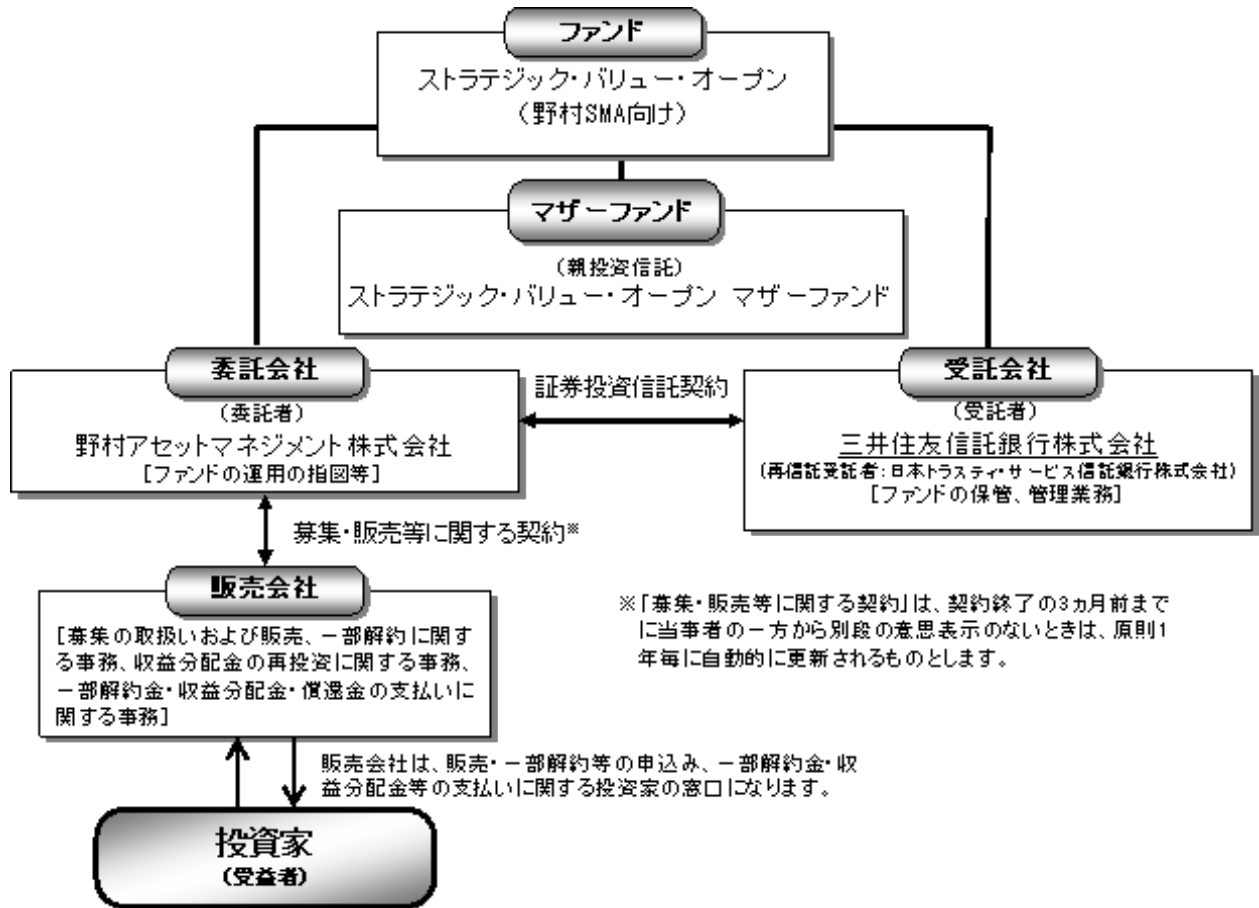 ファンド
ストラテジック・バリュー・オープン
（野村SMA向け）
マザーファンド
（親投資信託）
ストラテジック・バリュー・オープン マザーファンド
委託会社
（委託者）
野村アセットマネジメント株式会社
[ファンドの運用の指図等]
証券投資信託契約
受託会社
（受託者）
三井住友信託銀行株式会社
(再信託受託者：日本トラスティ・サービス信託銀行株式会社)
[ファンドの保管、管理業務]
募集・販売等に関する契約※
販売会社
[募集の取扱いおよび販売、一部解約に関す
る事務、収益分配金の再投資に関する事務、
一部解約金・収益分配金・償還金の支払いに
関する事務]
※「募集・販売等に関する契約」は、契約終了の3ヵ月前まで
に当事者の一方から別段の意思表示のないときは、原則1
年毎に自動的に更新されるものとします。
販売会社は、販売・一部解約等の申込み、一部解約金・収
益分配金等の支払いに関する投資家の窓口になります。
投資家
（受益者）